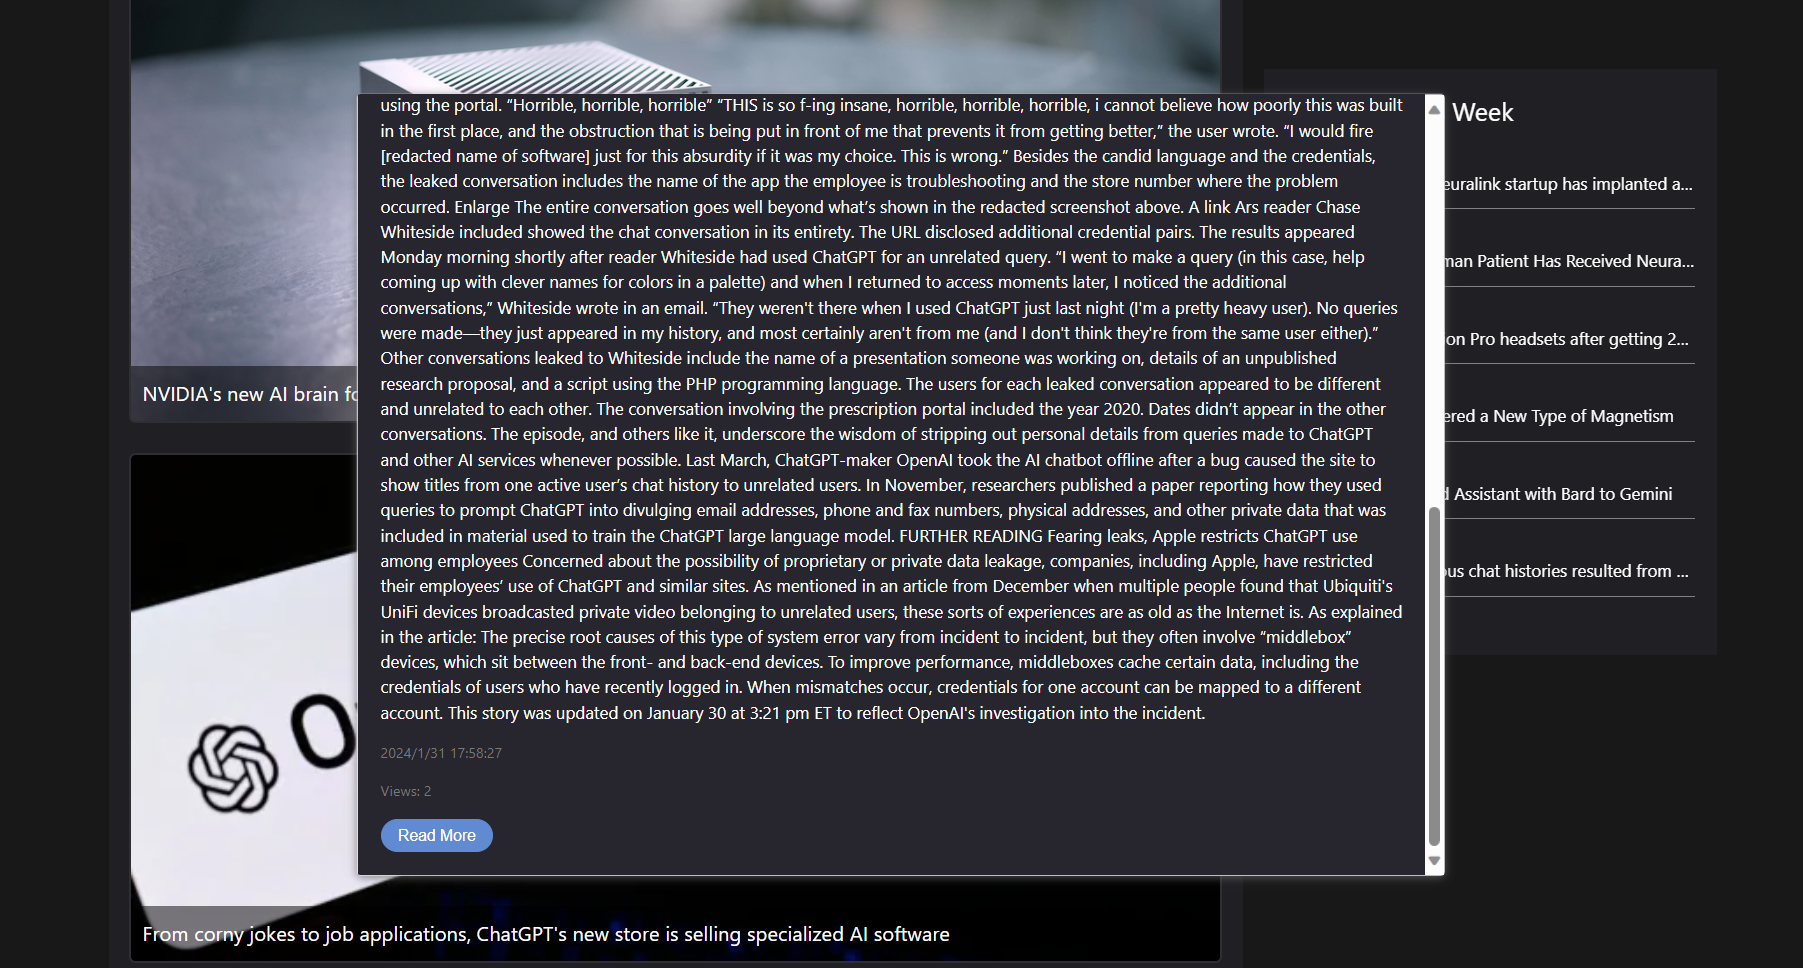 using the portal. “Horrible, horrible, horrible” “THIS is so f-ing insane, horrible, horrible, horrible, i cannot believe how poorly this was built
in the first place, and the obstruction that is being put in front of me that prevents it from getting better,” the user wrote. “I would fire
[redacted name of software] just for this absurdity if it was my choice. This is wrong.” Besides the candid language and the credentials,
the leaked conversation includes the name of the app the employee is troubleshooting and the store number where the problem
occurred. Enlarge The entire conversation goes well beyond what’s shown in the redacted screenshot above. A link Ars reader Chase
Whiteside included showed the chat conversation in its entirety. The URL disclosed additional credential pairs. The results appeared
Monday morning shortly after reader Whiteside had used ChatGPT for an unrelated query. “I went to make a query (in this case, help
coming up with clever names for colors in a palette) and when I returned to access moments later, I noticed the additional
conversations,” Whiteside wrote in an email. “They weren't there when I used ChatGPT just last night (I'm a pretty heavy user). No queries
were made—they just appeared in my history, and most certainly aren't from me (and I don't think they're from the same user either).”
Other conversations leaked to Whiteside include the name of a presentation someone was working on, details of an unpublished
research proposal, and a script using the PHP programming language. The users for each leaked conversation appeared to be different
and unrelated to each other. The conversation involving the prescription portal included the year 2020. Dates didn’t appear in the other
conversations. The episode, and others like it, underscore the wisdom of stripping out personal details from queries made to ChatGPT
and other AI services whenever possible. Last March, ChatGPT-maker OpenAI took the AI chatbot offline after a bug caused the site to
show titles from one active user’s chat history to unrelated users. In November, researchers published a paper reporting how they used
queries to prompt ChatGPT into divulging email addresses, phone and fax numbers, physical addresses, and other private data that was
included in material used to train the ChatGPT large language model. FURTHER READING Fearing leaks, Apple restricts ChatGPT use
among employees Concerned about the possibility of proprietary or private data leakage, companies, including Apple, have restricted
their employees’ use of ChatGPT and similar sites. As mentioned in an article from December when multiple people found that Ubiquiti's
UniFi devices broadcasted private video belonging to unrelated users, these sorts of experiences are as old as the Internet is. As explained
in the article: The precise root causes of this type of system error vary from incident to incident, but they often involve “middlebox”
devices, which sit between the front- and back-end devices. To improve performance, middleboxes cache certain data, including the
credentials of users who have recently logged in. When mismatches occur, credentials for one account can be mapped to a different
account. This story was updated on January 30 at 3:21 pm ET to reflect OpenAI's investigation into the incident.
2024/1/31 17:58:27
Views: 2
Read More
NVIDIA's new AI brain fo
O
From corny jokes to job applications, ChatGPT's new store is selling specialized AI software
Week
euralink startup has implanted a...
man Patient Has Received Neura...
on Pro headsets after getting 2...
ered a New Type of Magnetism
d Assistant with Bard to Gemini
ous chat histories resulted from ...